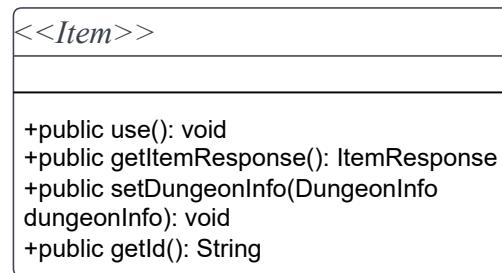 <<Item>>
+public use(): void
+public getItemResponse(): ItemResponse
+public setDungeonInfo(DungeonInfo
dungeonInfo): void
+public getId(): String